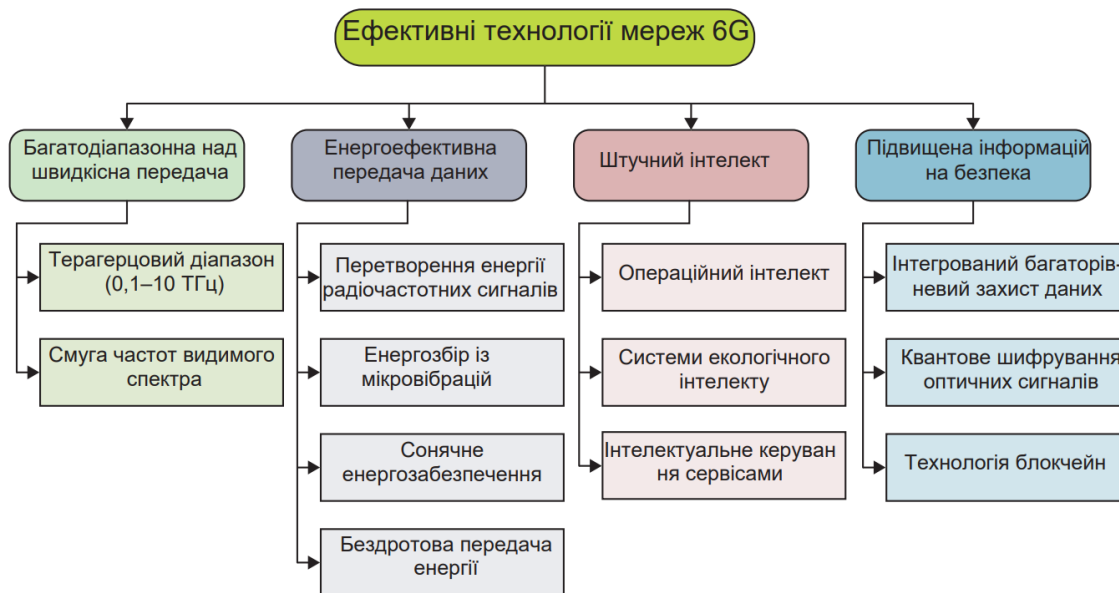 Ефективні технології мереж 6G
Багатодіапазонна над
швидкісна передача
Терагерцовий діапазон
(0,1–10 ТГц)
Смуга частот видимого
спектра
Енергоефективна
передача даних
Перетворення енергії
радіочастотних сигналів
Енергозбір із
мікровібрацій
Сонячне
енергозабезпечення
Бездротова передача
енергії
Штучний інтелект
Операційний інтелект
Системи екологічного
інтелекту
Інтелектуальне керуван
ня сервісами
Підвищена інформацій
на безпека
Інтегрований багаторів-
невий захист даних
Квантове шифрування
оптичних сигналів
Технологія блокчейн